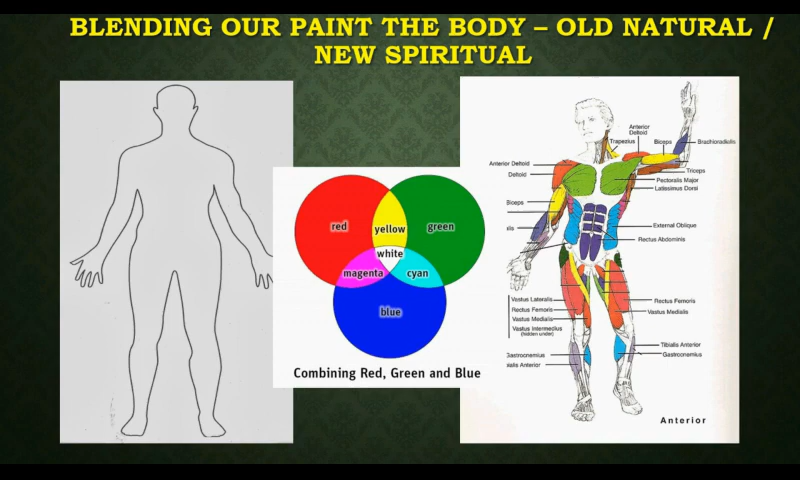 BLENDING OUR PAINT THE BODY – OLD NATURAL /
NEW SPIRITUAL
red
green
yellow
white
magenta
cyan
blue
Combining Red, Green and Blue
Anterior
Deltoid
Trapezius
Biceps
Brachioradialis
Anterior Deltoid
Deltoid
Triceps
Pectoralis Major
Latissimus Dorsi
Biceps
External Oblique
Rectus Abdominis
Vastus Lateralis
Rectus Femoris
Vastus Medialis
Vastus Intermedius
(hidden under)
Rectus Femoris
Vastus Medialis
Gastrocnemius
ialis Anterior
Tibialis Anterior
Gastrocnemius
Anterior